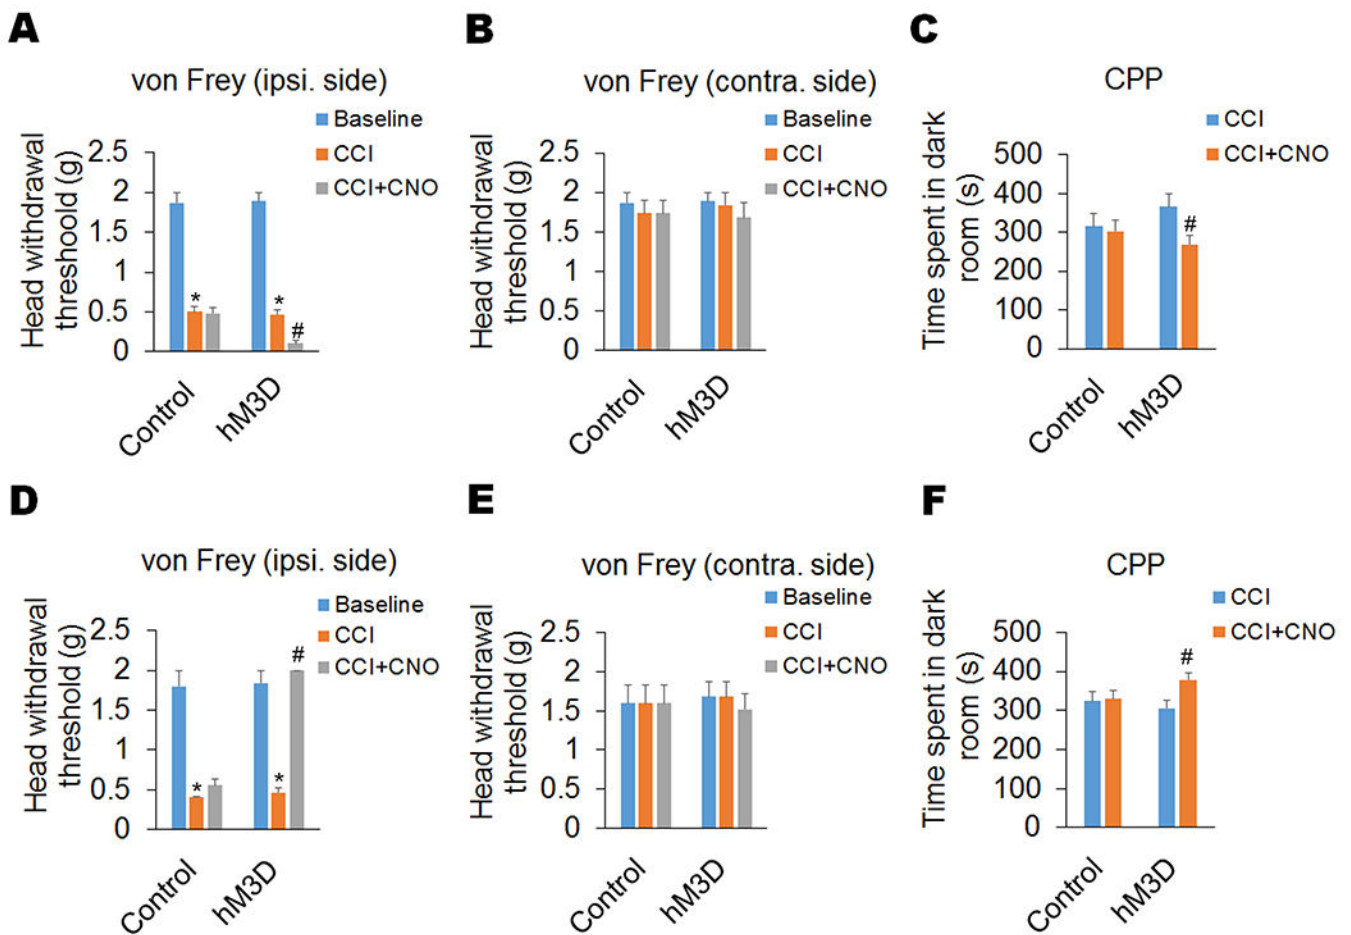 A
von Frey (ipsi. side)
Baseline
CCI
CCI+CNO
Head withdrawal
threshoold (g)
2.5
2
1.5
1
0.5
0
*
*
#
Control
hM3D
B
von Frey (contra. side)
Baseline
CCI
CCI+CNO
Head withdrawal
threshold (g)
2.5
2
1.5
1
0.5
0
Control
hM3D
C
CPP
CCI
CCI+CNO
Time spent in dark
room (s)
500
400
300
200
100
0
#
Control
hM3D
D
von Frey (ipsi. side)
Baseline
CCI
CCI+CNO
Head withdrawal
threshold (g)
2.5
2
1.5
1
0.5
0
*
*
#
Control
hM3D
E
von Frey (contra. side)
Baseline
CCI
CCI+CNO
Head withdrawal
threshold (g)
2.5
2
1.5
1
0.5
0
Control
hM3D
F
CPP
CCI
CCI+CNO
Time spent in dark
room (s)
500
400
300
200
100
0
#
Control
hM3D